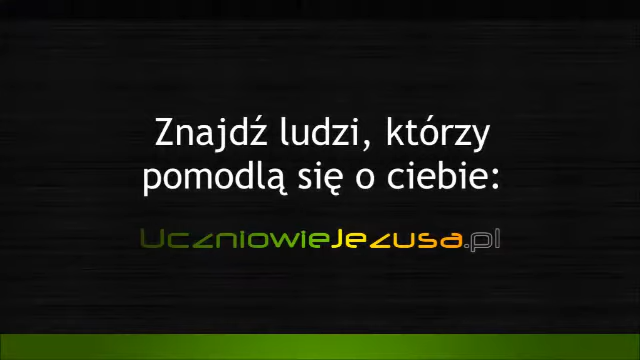 Znajdź ludzi, którzy
pomodlą się o ciebie:
UczniowieJezusa.pl